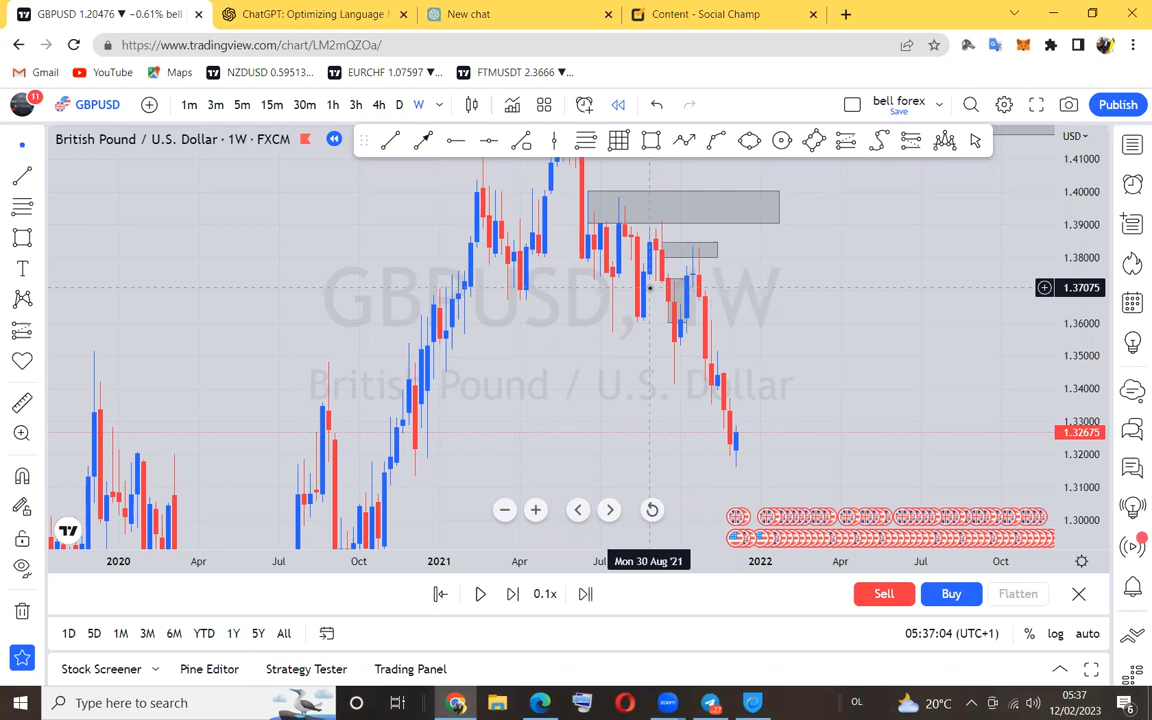 GBPUSD 1.20476 ▼ −0.61% bell
ChatGPT: Optimizing Language
New chat
Content - Social Champ
https://www.tradingview.com/chart/LM2mQZOa/
Gmail
YouTube
Maps
NZDUSD 0.59513...
EURCHF 1.07597 ▼...
FTMUSDT 2.3666 ▼...
11
GBPUSD
1m 3m 5m 15m 30m 1h 3h 4h D W
bell forex
Save
Publish
British Pound / U.S. Dollar · 1W · FXCM
USD
1.41000
1.40000
1.39000
1.38000
1.37075
1.36000
1.35000
1.34000
1.33000
1.32675
1.32000
1.31000
1.30000
GBPUSD, 1W
British Pound / U.S. Dollar
2020 Apr Jul Oct 2021 Apr Jul Mon 30 Aug '21 2022 Apr Jul Oct
0.1x
Sell
Buy
Flatten
1D 5D 1M 3M 6M YTD 1Y 5Y All
05:37:04 (UTC+1)
% log auto
Stock Screener
Pine Editor
Strategy Tester
Trading Panel
Type here to search
27
OL
20°C
05:37
12/02/2023
6